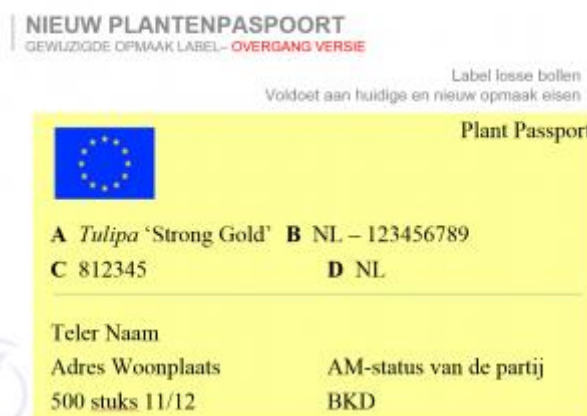 NIEUW PLANTENPASPOORT
GEWIJZIGDE OPMAAK LABEL– OVERGANG VERSIE
Label losse bollen
Voldoet aan huidige en nieuw opmaak eisen
Plant Passport
A Tulipa ‘Strong Gold’ B NL – 123456789
C 812345 D NL
Teler Naam
Adres Woonplaats AM-status van de partij
500 stuks 11/12 BKD